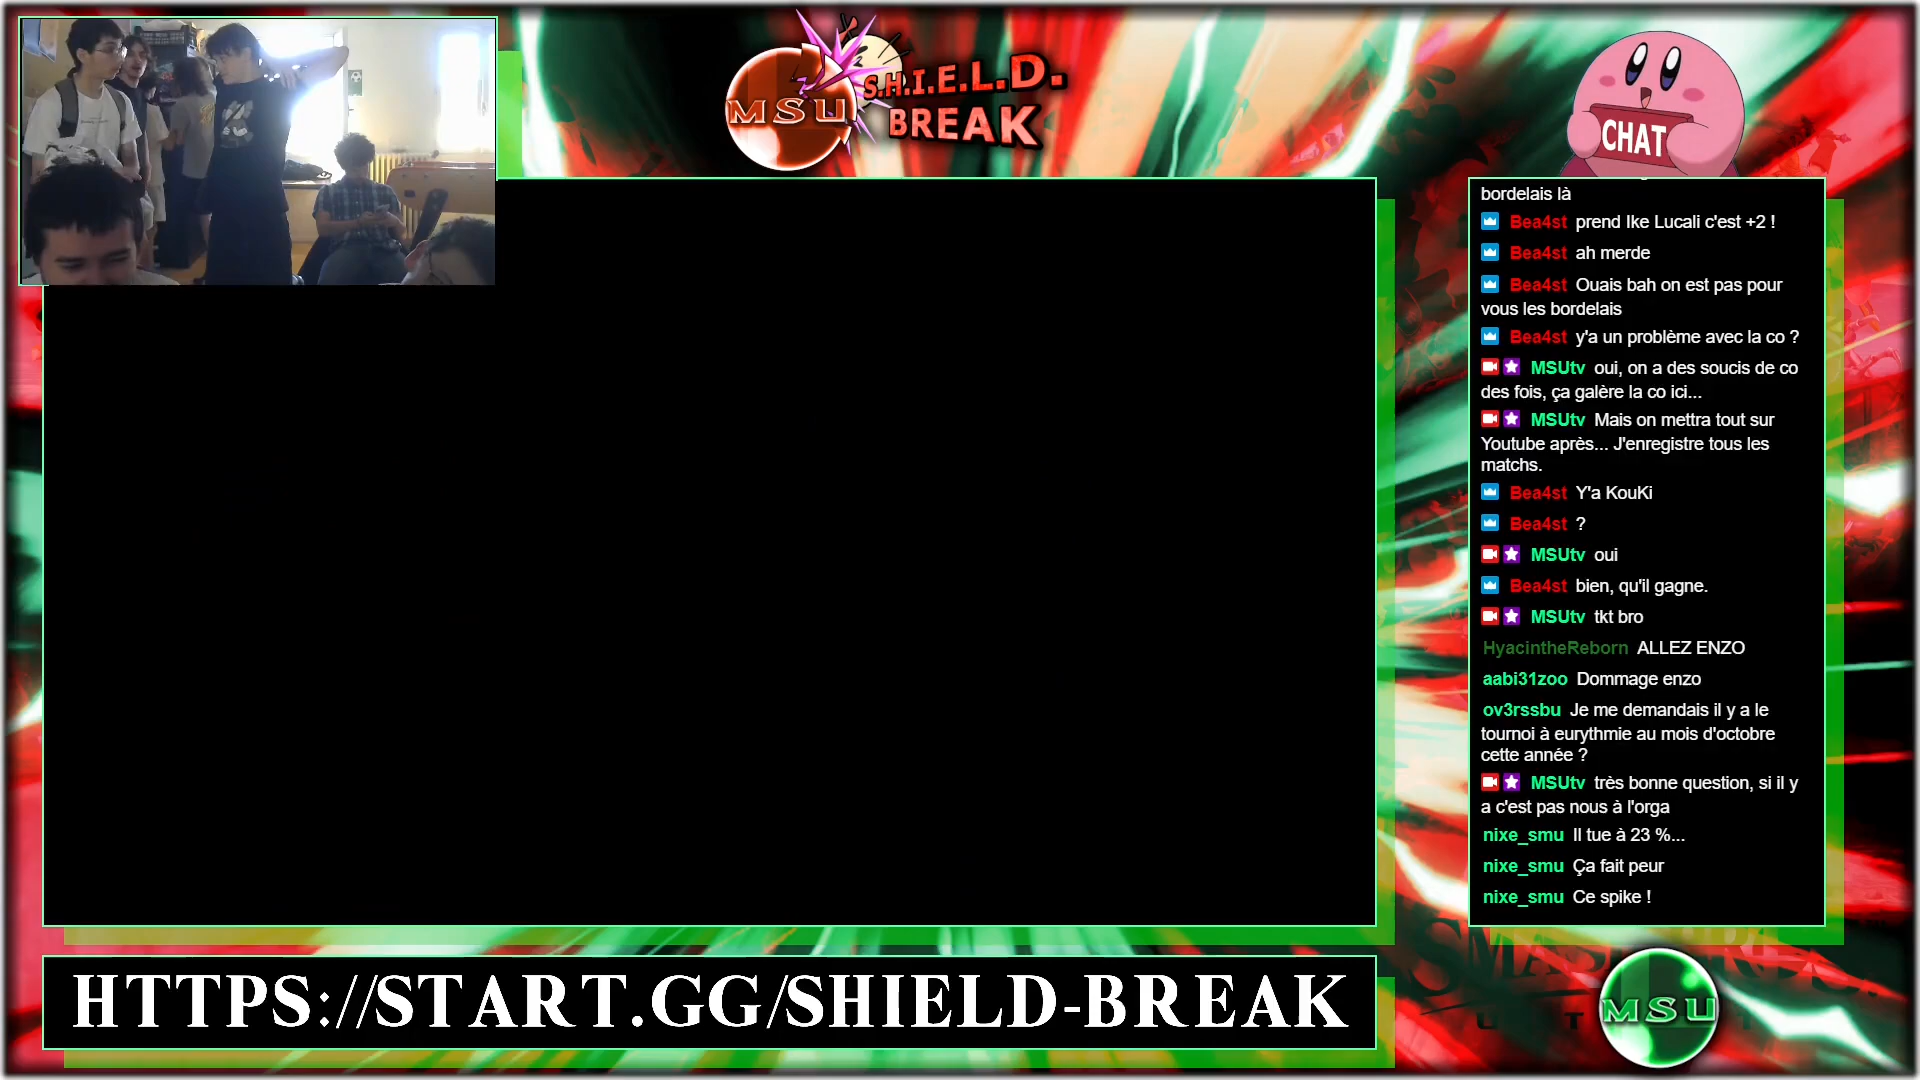 MSU
S.H.I.E.L.D.
BREAK
CHAT
bordelais là
Bea4st prend Ike Lucali c'est +2 !
Bea4st ah merde
Bea4st Ouais bah on est pas pour
vous les bordelais
Bea4st y'a un problème avec la co ?
MSUtv oui, on a des soucis de co
des fois, ça galère la co ici...
MSUtv Mais on mettra tout sur
Youtube après... J'enregistre tous les
matchs.
Bea4st Y'a KouKi
Bea4st ?
MSUtv oui
Bea4st bien, qu'il gagne.
MSUtv tkt bro
HyacintheReborn ALLEZ ENZO
aabi31zoo Dommage enzo
ov3rssbu Je me demandais il y a le
tournoi à eurythmie au mois d'octobre
cette année ?
MSUtv très bonne question, si il y
a c'est pas nous à l'orga
nixe_smu Il tue à 23 %...
nixe_smu Ça fait peur
nixe_smu Ce spike !
HTTPS://START.GG/SHIELD-BREAK
MSU